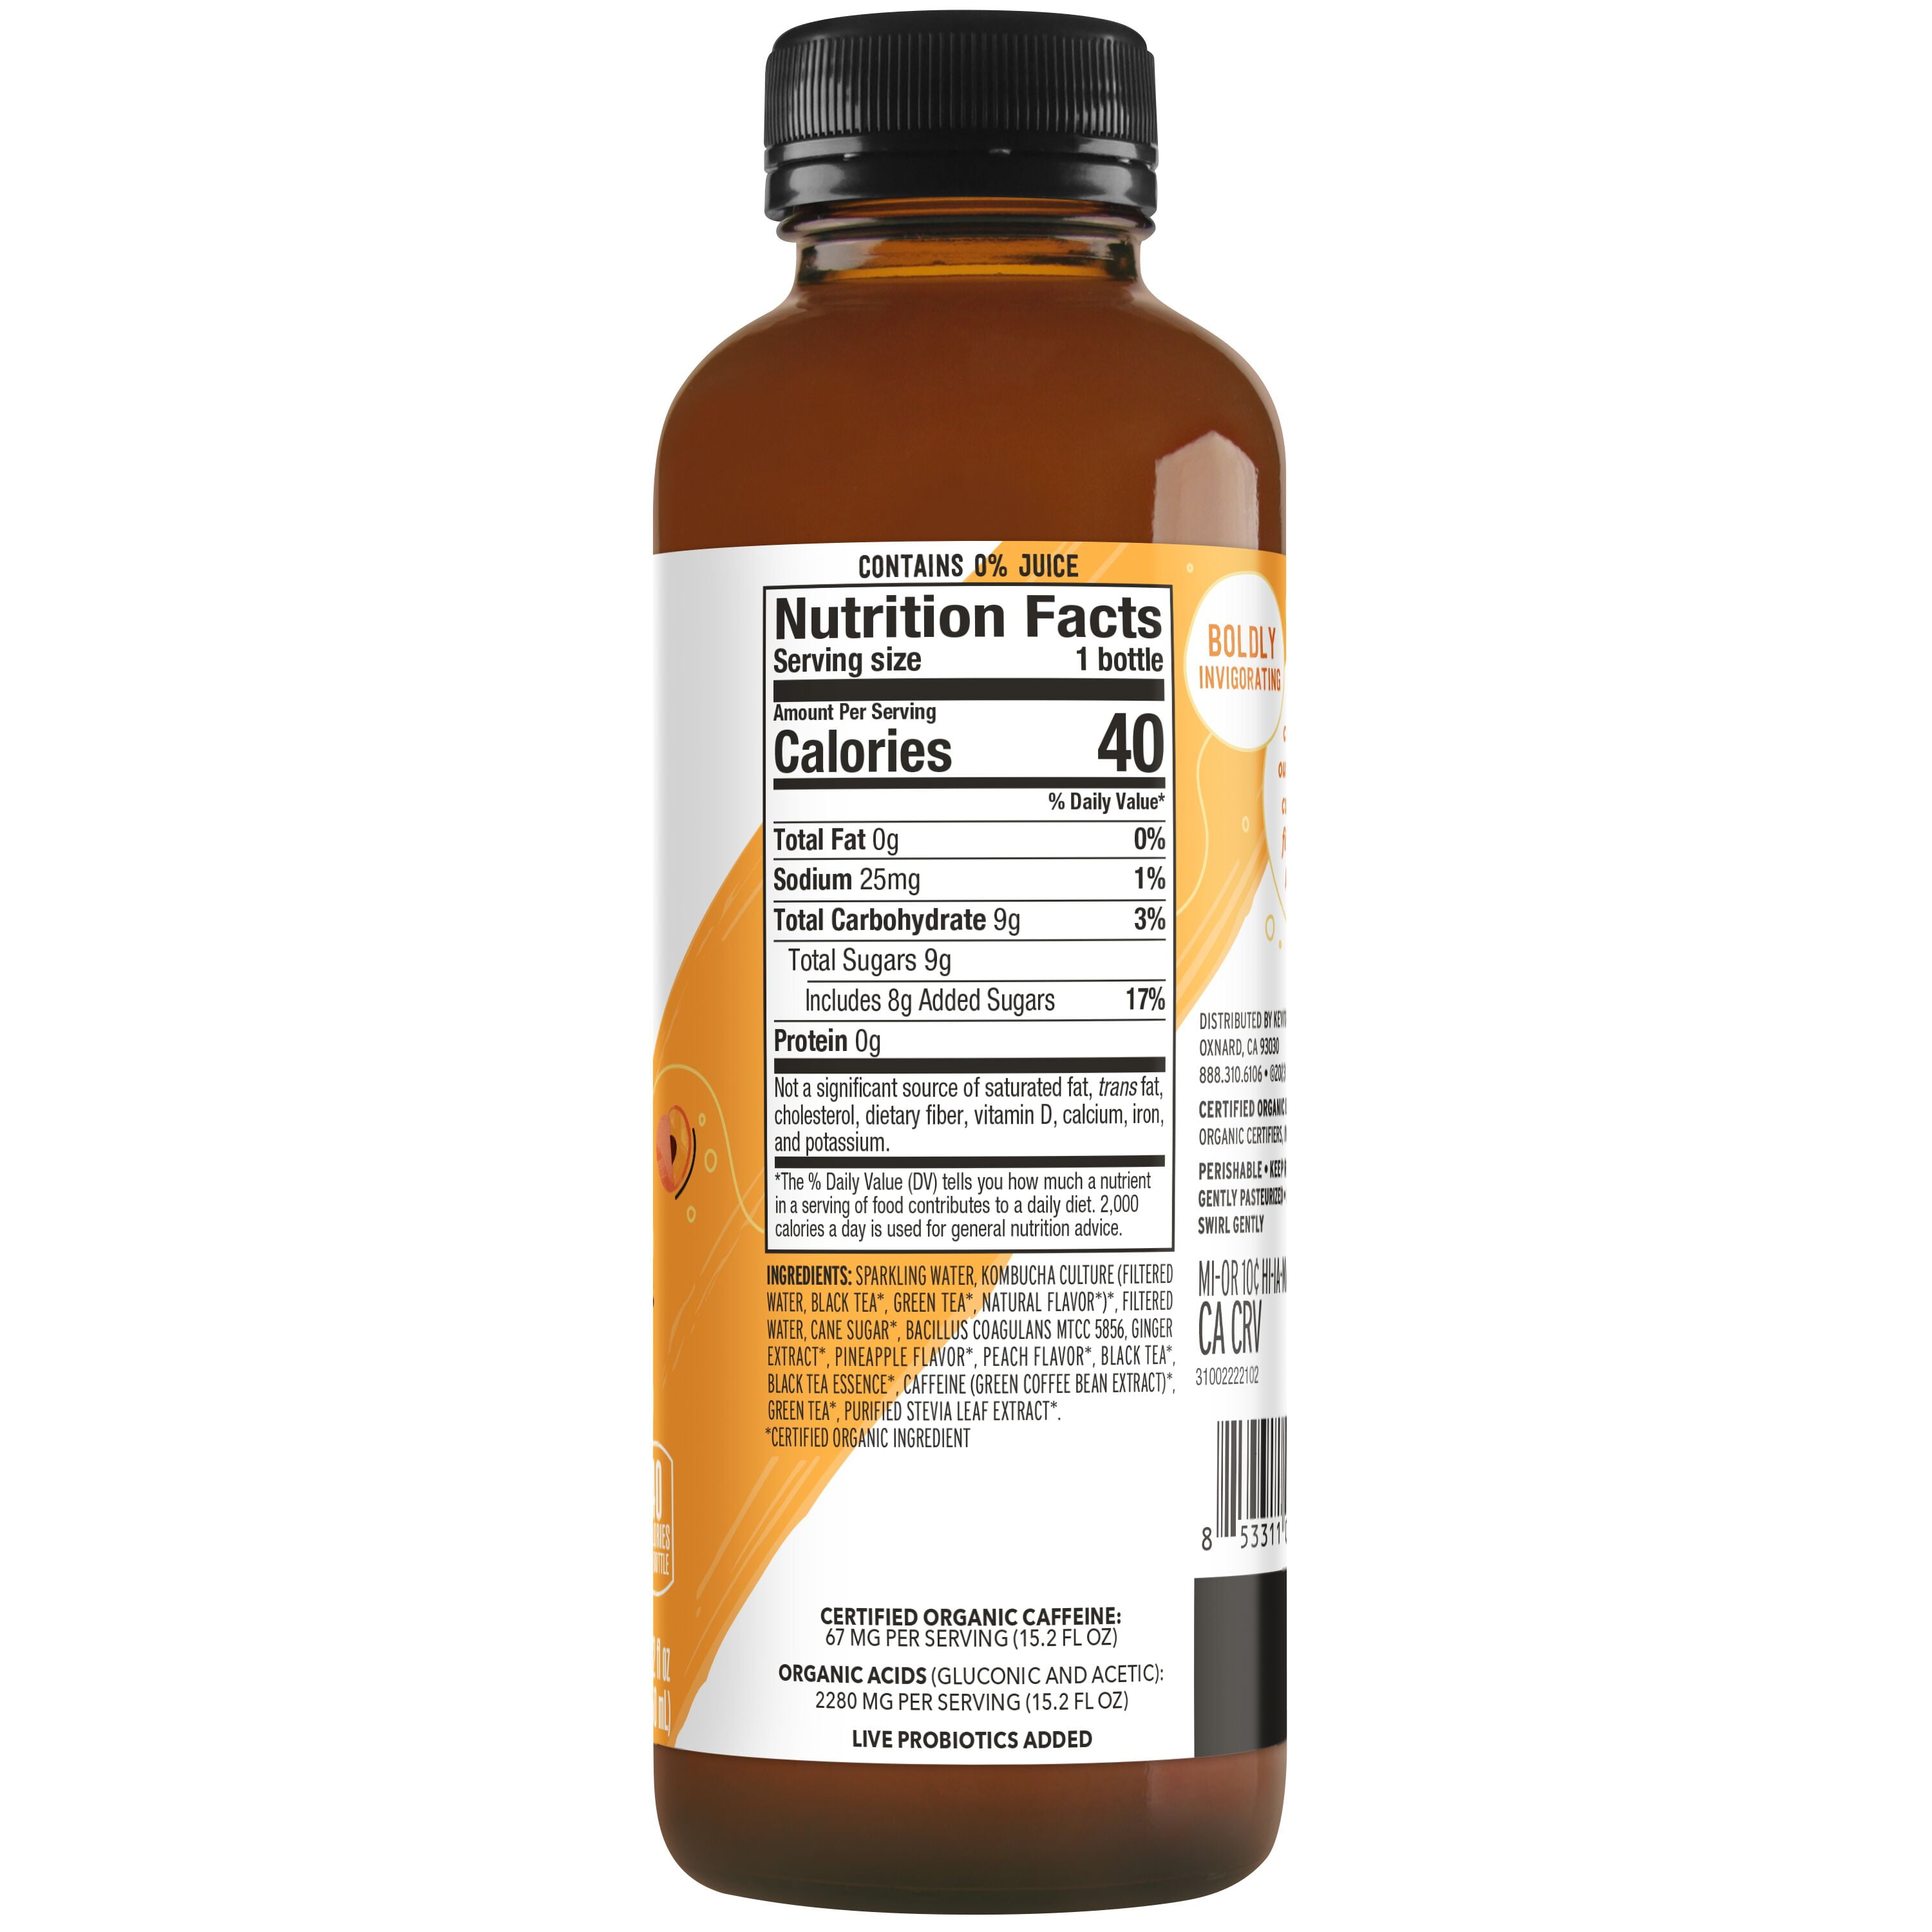 CONTAINS 0% JUICE
Nutrition Facts
Serving size 1 bottle
Amount Per Serving
Calories 40
% Daily Value*
Total Fat 0g 0%
Sodium 25mg 1%
Total Carbohydrate 9g 3%
Total Sugars 9g
Includes 8g Added Sugars 17%
Protein 0g
Not a significant source of saturated fat, trans fat,
cholesterol, dietary fiber, vitamin D, calcium, iron,
and potassium.
*The % Daily Value (DV) tells you how much a nutrient
in a serving of food contributes to a daily diet. 2,000
calories a day is used for general nutrition advice.
INGREDIENTS: SPARKLING WATER, KOMBUCHA CULTURE (FILTERED
WATER, BLACK TEA*, GREEN TEA*, NATURAL FLAVOR*)*, FILTERED
WATER, CANE SUGAR*, BACILLUS COAGULANS MTCC 5856, GINGER
EXTRACT*, PINEAPPLE FLAVOR*, PEACH FLAVOR*, BLACK TEA*,
BLACK TEA ESSENCE*, CAFFEINE (GREEN COFFEE BEAN EXTRACT)*,
GREEN TEA*, PURIFIED STEVIA LEAF EXTRACT*.
*CERTIFIED ORGANIC INGREDIENT
CERTIFIED ORGANIC CAFFEINE:
67 MG PER SERVING (15.2 FL OZ)
ORGANIC ACIDS (GLUCONIC AND ACETIC):
2280 MG PER SERVING (15.2 FL OZ)
LIVE PROBIOTICS ADDED
BOLDLY
INVIGORATING
DISTRIBUTED BY
OXNARD, CA 93030
888.310.6106 •
CERTIFIED ORGANIC
ORGANIC CERTIFIERS,
PERISHABLE • KEEP
GENTLY PASTEURIZED •
SWIRL GENTLY
MI-OR 10¢ HI-IA-
CA CRV
31002222102
8 53311
fl oz
mL)